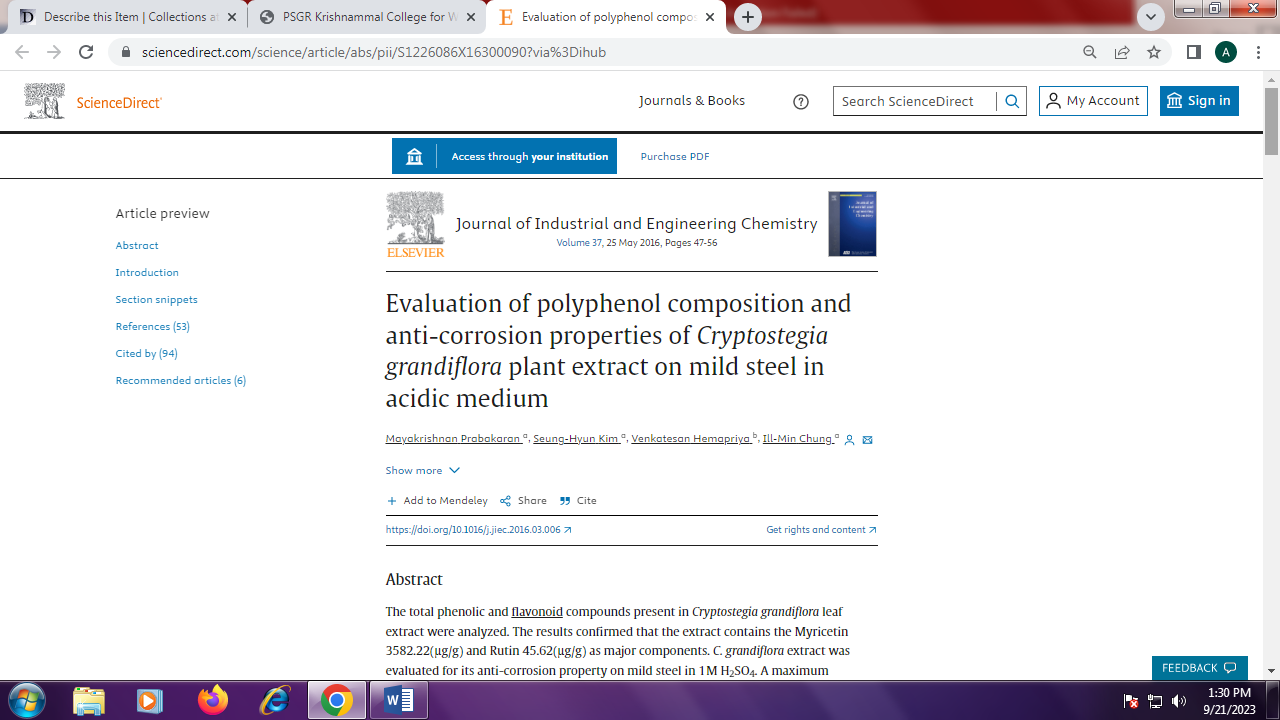 Describe this Item | Collections at
PSGR Krishnammal College for W
Evaluation of polyphenol compos
sciencedirect.com/science/article/abs/pii/S1226086X16300090?via%3Dihub
A
ScienceDirect
Journals & Books
Search ScienceDirect
My Account
Sign in
Access through your institution
Purchase PDF
Article preview
Abstract
Introduction
Section snippets
References (53)
Cited by (94)
Recommended articles (6)
ELSEVIER
Journal of Industrial and Engineering Chemistry
Volume 37, 25 May 2016, Pages 47-56
Evaluation of polyphenol composition and
anti-corrosion properties of Cryptostegia
grandiflora plant extract on mild steel in
acidic medium
Mayakrishnan Prabakaran a, Seung-Hyun Kim a, Venkatesan Hemapriya b, Ill-Min Chung a
Show more
Add to Mendeley Share Cite
https://doi.org/10.1016/j.jiec.2016.03.006
Get rights and content
Abstract
The total phenolic and flavonoid compounds present in Cryptostegia grandiflora leaf
extract were analyzed. The results confirmed that the extract contains the Myricetin
3582.22(μg/g) and Rutin 45.62(μg/g) as major components. C. grandiflora extract was
evaluated for its anti-corrosion property on mild steel in 1 M H2SO4. A maximum
FEEDBACK
1:30 PM
9/21/2023